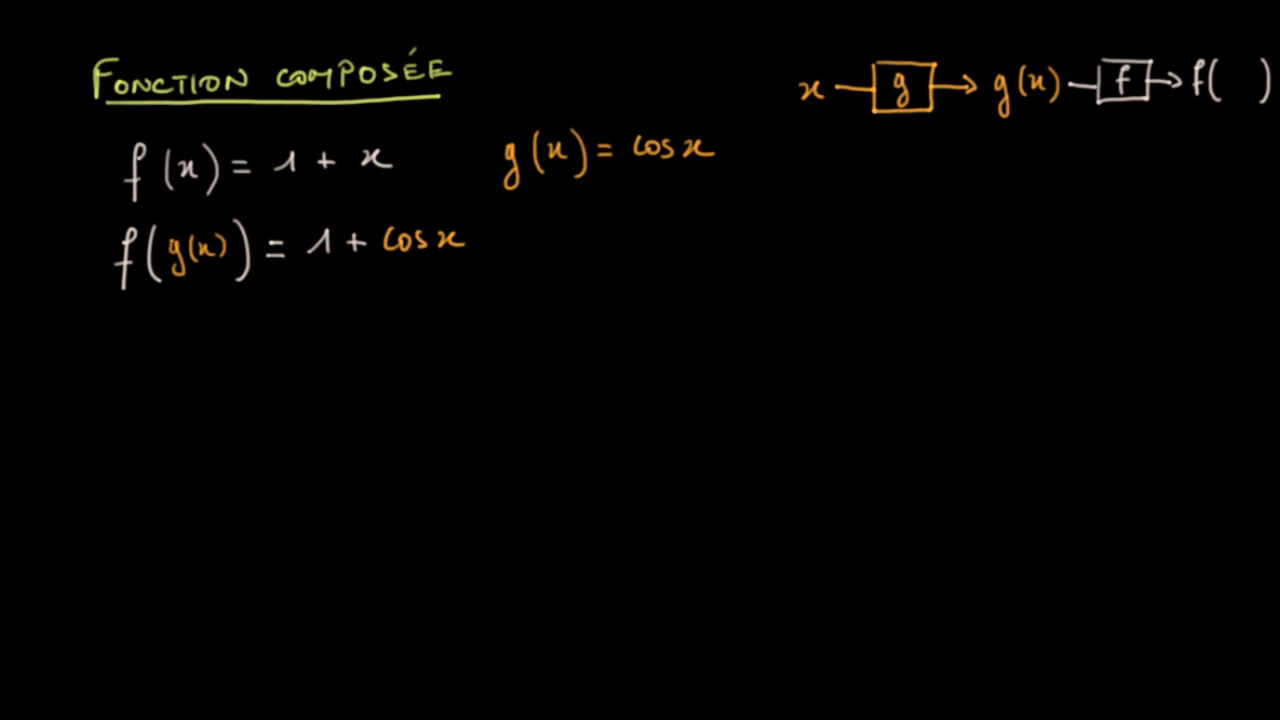 FONCTION COMPOSÉE
x → g → g(x) → f → f( )
f(x) = 1 + x
g(x) = cos x
f(g(x)) = 1 + cos x